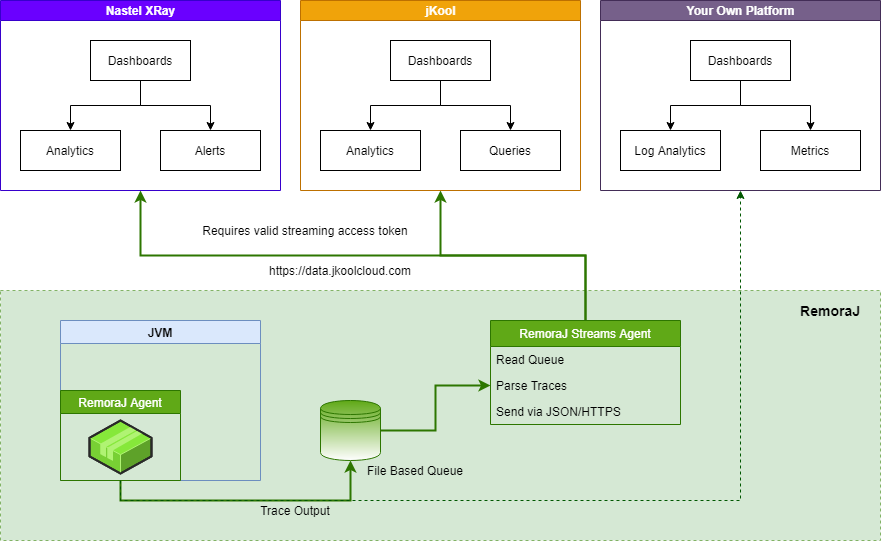 Nastel XRay
jKool
Your Own Platform
Dashboards
Dashboards
Dashboards
Analytics
Alerts
Analytics
Queries
Log Analytics
Metrics
Requires valid streaming access token
https://data.jkoolcloud.com
RemoraJ
JVM
RemoraJ Agent
RemoraJ Streams Agent
Read Queue
Parse Traces
Send via JSON/HTTPS
File Based Queue
Trace Output